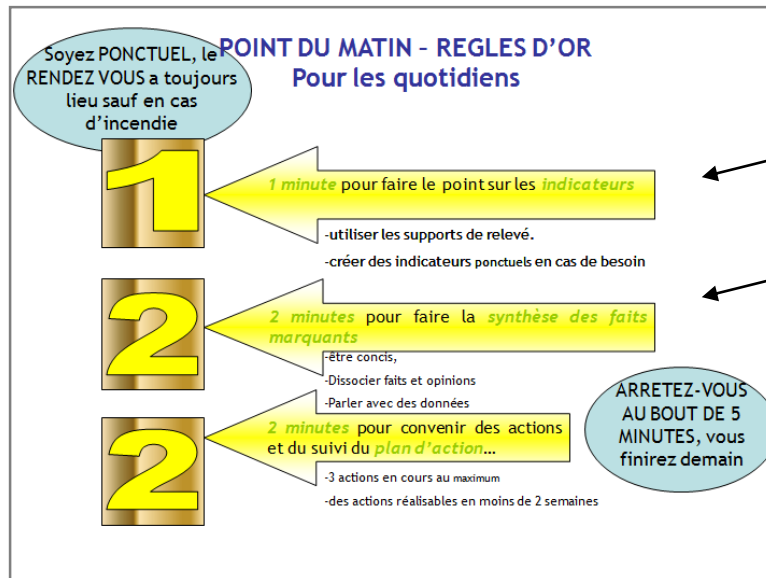 Soyez PONCTUEL, le
RENDEZ VOUS a toujours
lieu sauf en cas
d'incendie
POINT DU MATIN – REGLES D'OR
Pour les quotidiens
1
1 minute pour faire le point sur les indicateurs
-utiliser les supports de relevé.
-créer des indicateurs ponctuels en cas de besoin
2
2 minutes pour faire la synthèse des faits
marquants
-être concis,
-Dissocier faits et opinions
-Parler avec des données
2
2 minutes pour convenir des actions
et du suivi du plan d'action…
-3 actions en cours au maximum
-des actions réalisables en moins de 2 semaines
ARRETEZ-VOUS
AU BOUT DE 5
MINUTES, vous
finirez demain